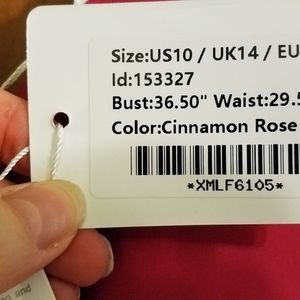 Size:US10 / UK14 / EU
Id:153327
Bust:36.50" Waist:29.5
Color:Cinnamon Rose
*XMLF6105*